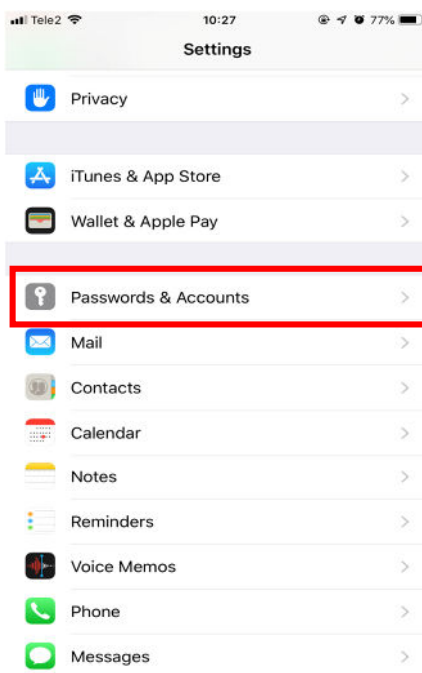 Tele2 10:27 77%
Settings
Privacy
iTunes & App Store
Wallet & Apple Pay
Passwords & Accounts
Mail
Contacts
Calendar
Notes
Reminders
Voice Memos
Phone
Messages